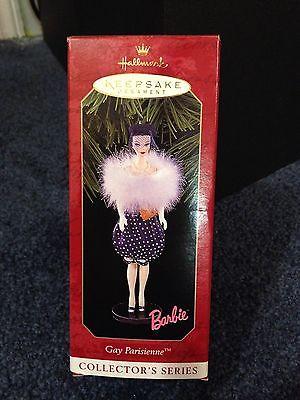 Hallmark
KEEPSAKE
ORNAMENT
Barbie
Gay Parisienne™
COLLECTOR'S SERIES